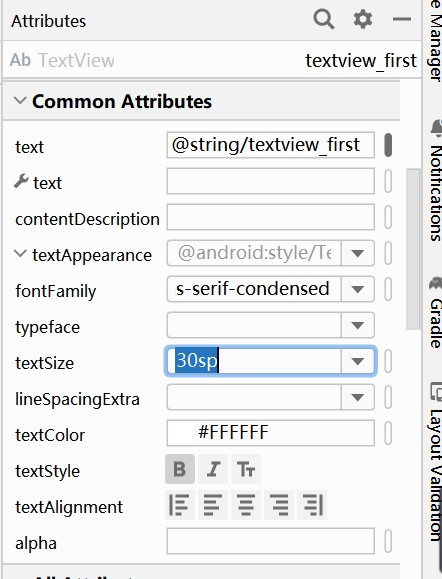 Attributes
Ab TextView textview_first
Common Attributes
text @string/textview_first
text
contentDescription
textAppearance @android:style/Te
fontFamily s-serif-condensed
typeface
textSize 30sp
lineSpacingExtra
textColor #FFFFFF
textStyle B I Tт
textAlignment
alpha
e Manager
Notifications
Gradle
Layout Validation